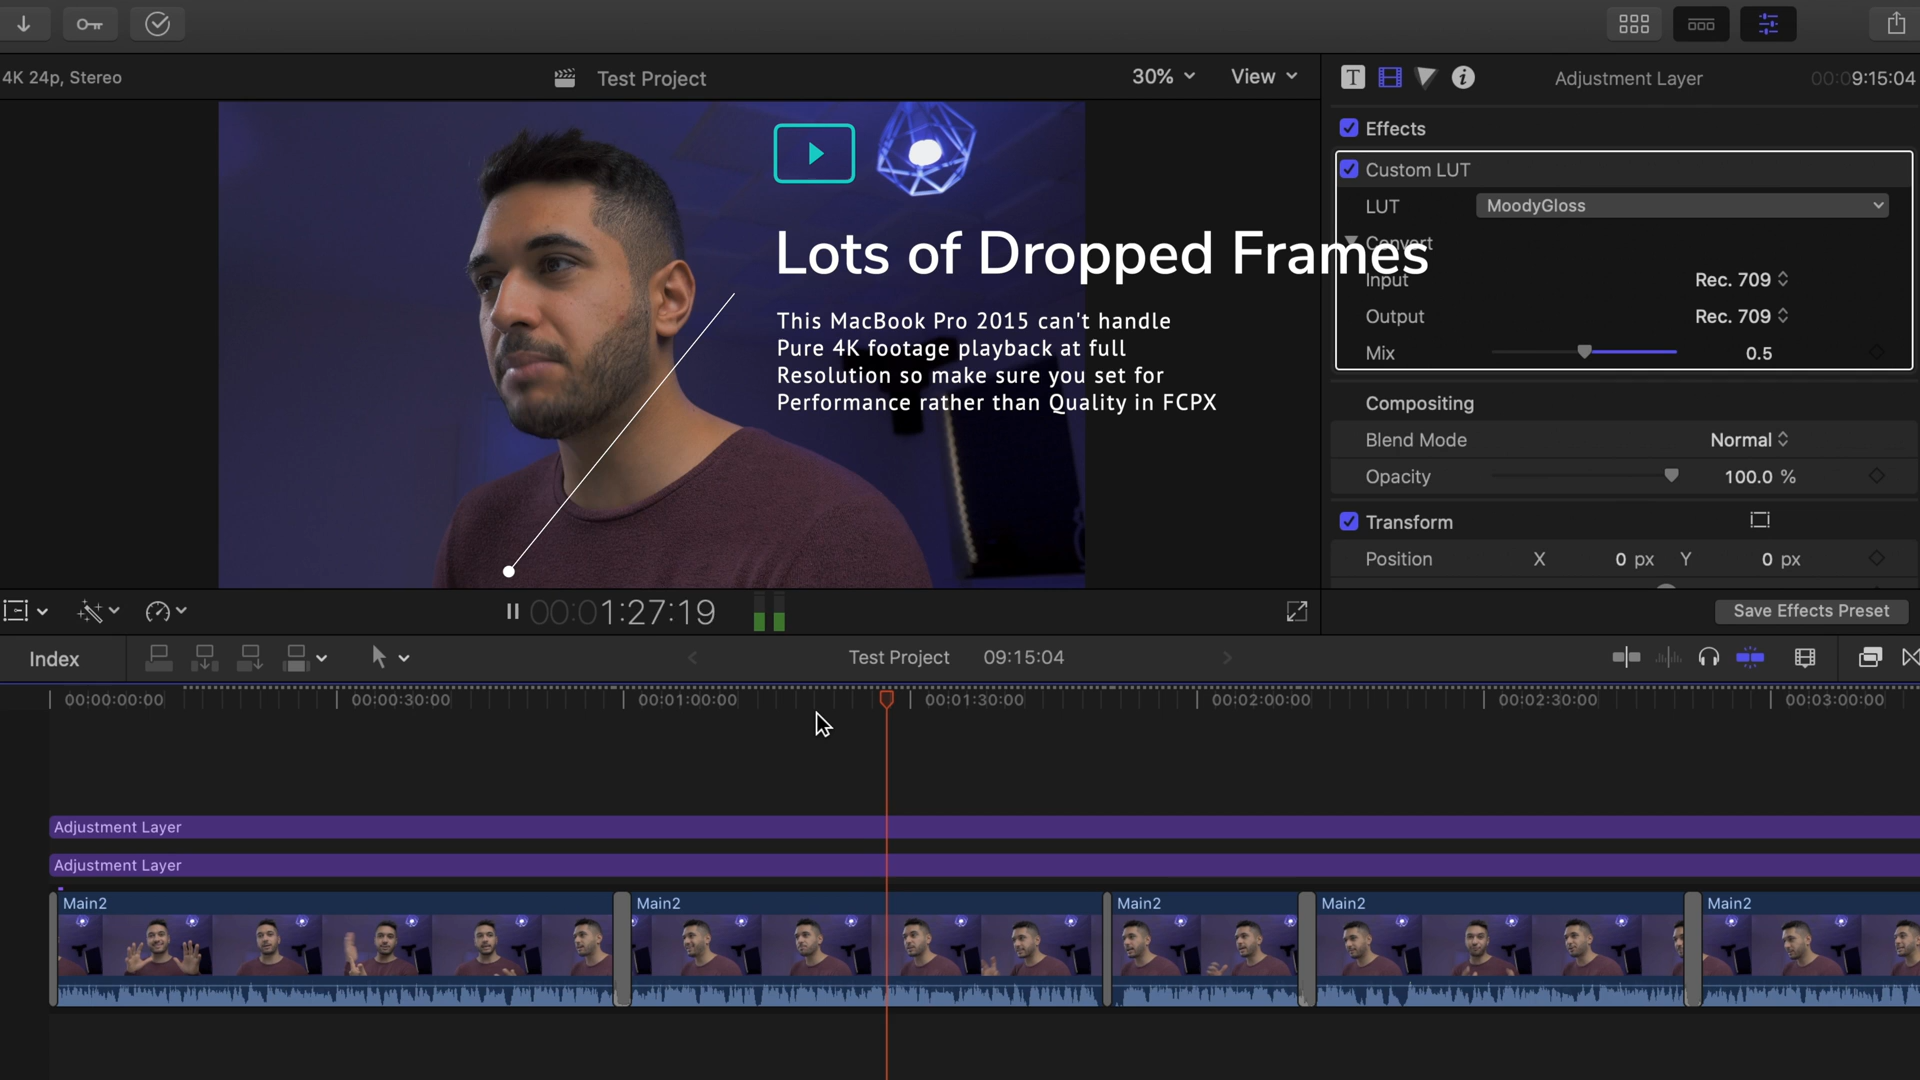 4K 24p, Stereo
Test Project
30%
View
Adjustment Layer
00:09:15:04
Effects
Custom LUT
LUT
MoodyGloss
Convert
Input
Rec. 709
Output
Rec. 709
Mix
0.5
Lots of Dropped Frames
This MacBook Pro 2015 can't handle
Pure 4K footage playback at full
Resolution so make sure you set for
Performance rather than Quality in FCPX
Compositing
Blend Mode
Normal
Opacity
100.0 %
Transform
Position
X
0 px
Y
0 px
00:01:27:19
Save Effects Preset
Index
Test Project
09:15:04
00:00:00:00
00:00:30:00
00:01:00:00
00:01:30:00
00:02:00:00
00:02:30:00
00:03:00:00
Adjustment Layer
Adjustment Layer
Main2
Main2
Main2
Main2
Main2